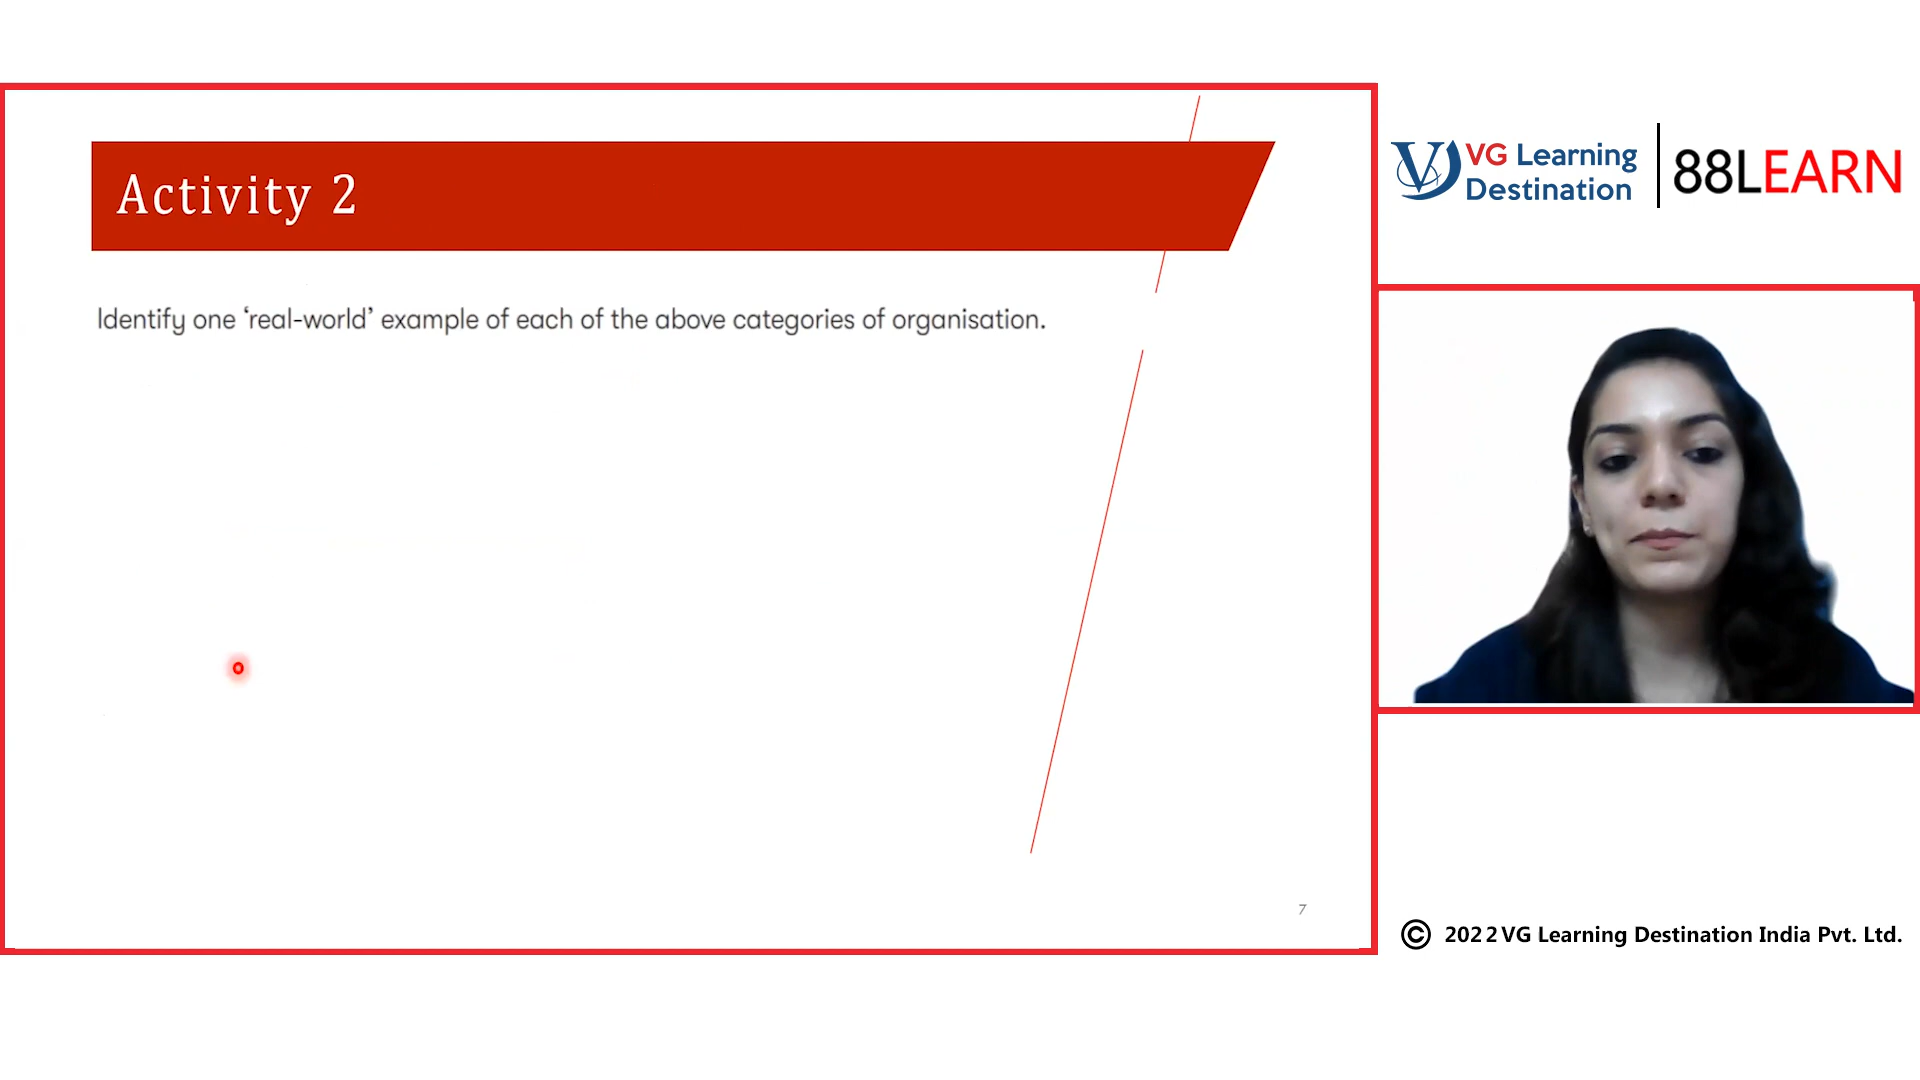 Activity 2
Identify one ‘real-world’ example of each of the above categories of organisation.
7
VG Learning
Destination
88LEARN
© 2022 VG Learning Destination India Pvt. Ltd.